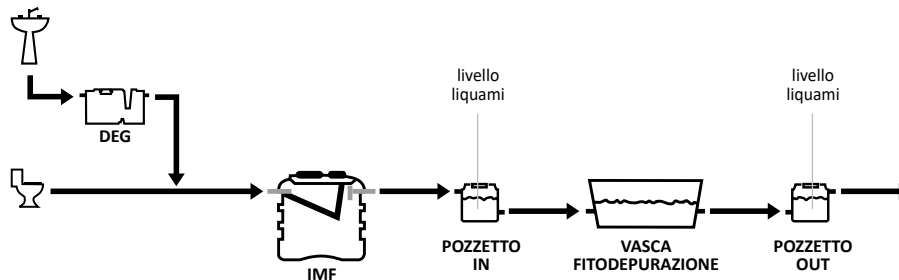 livello
liquami
livello
liquami
DEG
IMF
POZZETTO
IN
VASCA
FITODEPURAZIONE
POZZETTO
OUT